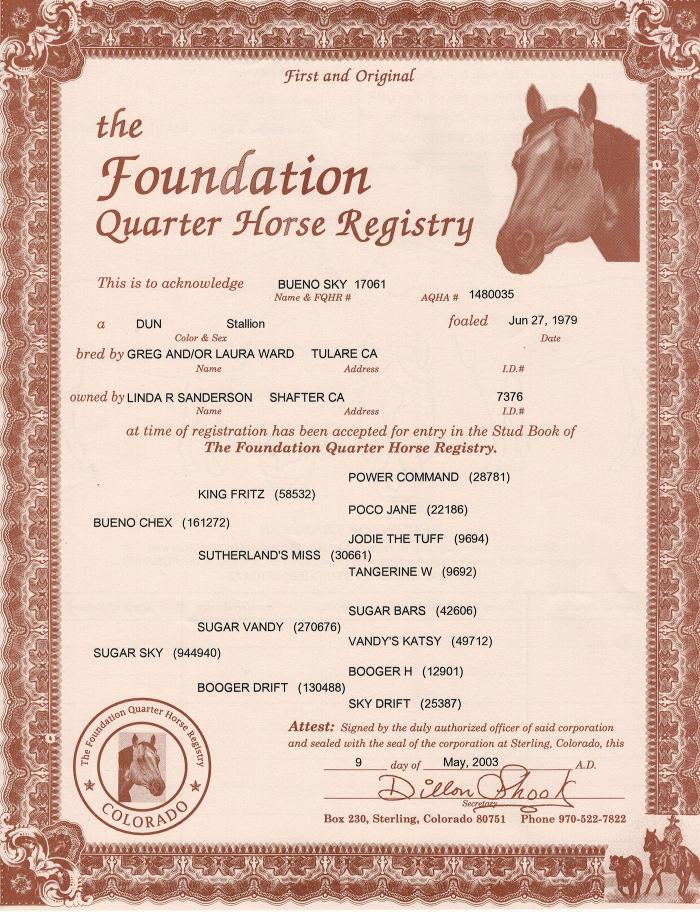 First and Original
the
Foundation
Quarter Horse Registry
This is to acknowledge BUENO SKY 17061 AQHA # 1480035
Name & FQHR #
a DUN Stallion foaled Jun 27, 1979
Color & Sex Date
bred by GREG AND/OR LAURA WARD TULARE CA
Name Address I.D.#
owned by LINDA R SANDERSON SHAFTER CA 7376
Name Address I.D.#
at time of registration has been accepted for entry in the Stud Book of
The Foundation Quarter Horse Registry.
POWER COMMAND (28781)
KING FRITZ (58532)
POCO JANE (22186)
BUENO CHEX (161272)
JODIE THE TUFF (9694)
SUTHERLAND'S MISS (30661)
TANGERINE W (9692)
SUGAR BARS (42606)
SUGAR VANDY (270676)
VANDY'S KATSY (49712)
SUGAR SKY (944940)
BOOGER H (12901)
BOOGER DRIFT (130488)
SKY DRIFT (25387)
The Foundation Quarter Horse Registry
COLORADO
Attest: Signed by the duly authorized officer of said corporation
and sealed with the seal of the corporation at Sterling, Colorado, this
9 day of May, 2003 A.D.
Dillon Shook
Secretary
Box 230, Sterling, Colorado 80751 Phone 970-522-7822